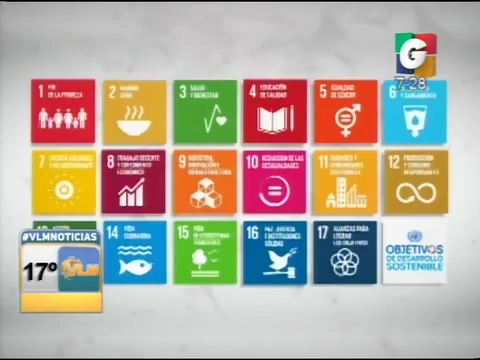 G
7:28
1 FIN
DE LA POBREZA
2 HAMBRE
CERO
3 SALUD
Y BIENESTAR
4 EDUCACIÓN
DE CALIDAD
5 IGUALDAD
DE GÉNERO
6
Y SANEAMIENTO
7 ENERGÍA ASEQUIBLE
Y NO CONTAMINANTE
8 TRABAJO DECENTE
Y CRECIMIENTO
ECONÓMICO
9 INDUSTRIA,
INNOVACIÓN E
INFRAESTRUCTURA
10 REDUCCIÓN DE LAS
DESIGUALDADES
11 CIUDADES Y
COMUNIDADES
SOSTENIBLES
12 PRODUCCIÓN Y
CONSUMO
RESPONSABLES
14 VIDA
SUBMARINA
15 VIDA
DE ECOSISTEMAS
TERRESTRES
16 PAZ, JUSTICIA
E INSTITUCIONES
SÓLIDAS
17 ALIANZAS PARA
LOGRAR
LOS OBJETIVOS
OBJETIVOS
DE DESARROLLO
SOSTENIBLE
#VLMNOTICIAS
17°
VLM